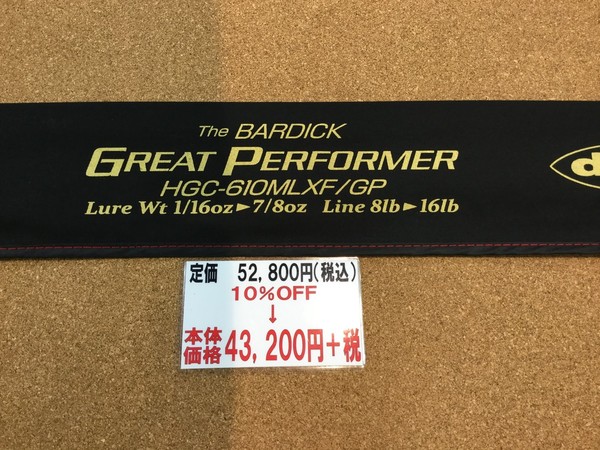 The BARDICK
GREAT PERFORMER
HGC-610MLXF/GP
Lure Wt 1/16oz►7/8oz Line 8lb►16lb
d
定価 52,800円(税込)
10%OFF
↓
本体価格 43,200円+税